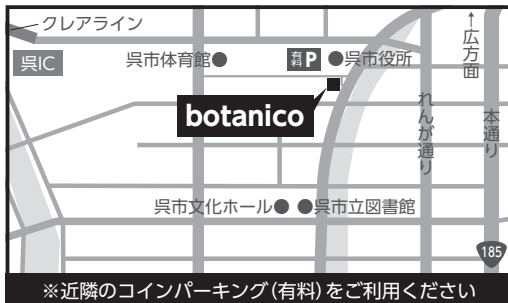 クレアライン
呉IC
呉市体育館●
有料P
●呉市役所
↑広方面
botanico
れんが通り
本通り
呉市文化ホール●
●呉市立図書館
185
※近隣のコインパーキング(有料)をご利用ください